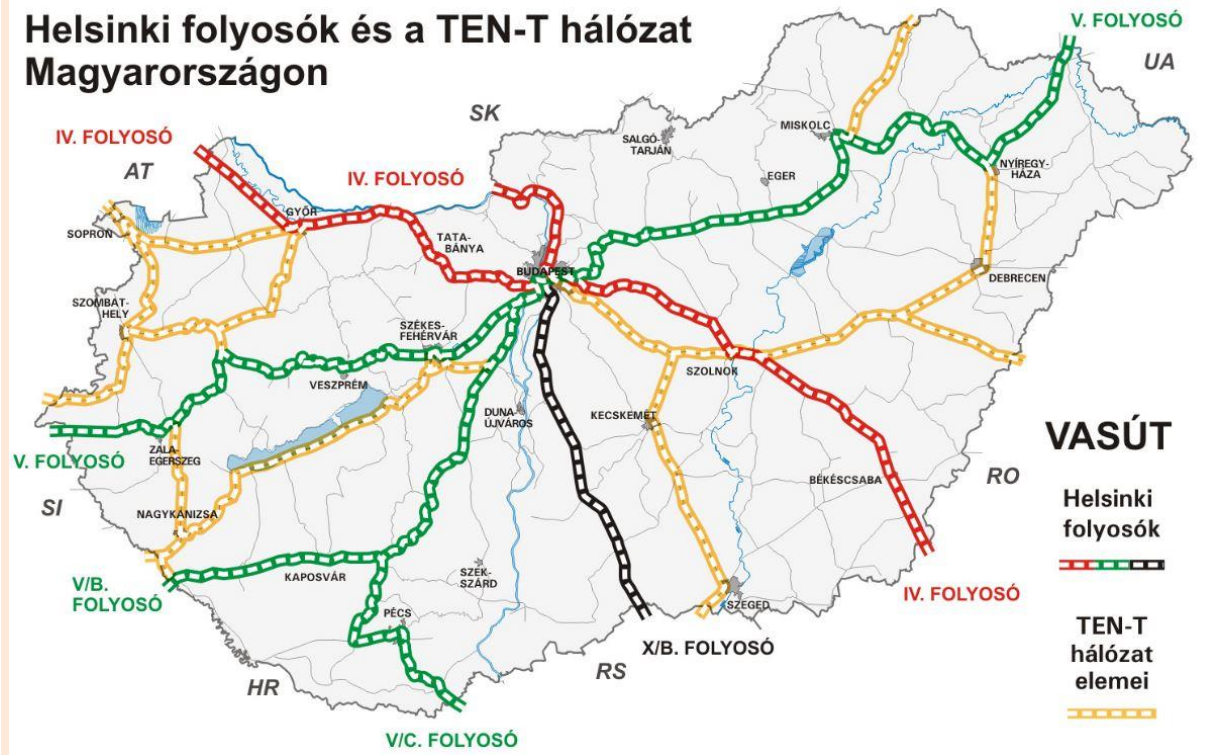 Helsinki folyosók és a TEN-T hálózat
Magyarországon
V. FOLYOSÓ
UA
SK
IV. FOLYOSÓ
AT
IV. FOLYOSÓ
SALGÓ-
TARJÁN
MISKOLC
EGER
NYÍREGY-
HÁZA
GYŐR
SOPRON
TATA-
BÁNYA
BUDAPEST
DEBRECEN
SZOMBAT-
HELY
SZÉKES-
FEHÉRVÁR
VESZPRÉM
SZOLNOK
DUNA-
ÚJVÁROS
KECSKEMÉT
V. FOLYOSÓ
ZALA-
EGERSZEG
BÉKÉSCSABA
RO
SI
NAGYKANIZSA
V/B.
FOLYOSÓ
KAPOSVÁR
SZEK-
SZÁRD
PÉCS
SZEGED
IV. FOLYOSÓ
X/B. FOLYOSÓ
RS
HR
V/C. FOLYOSÓ
VASÚT
Helsinki
folyosók
TEN-T
hálózat
elemei